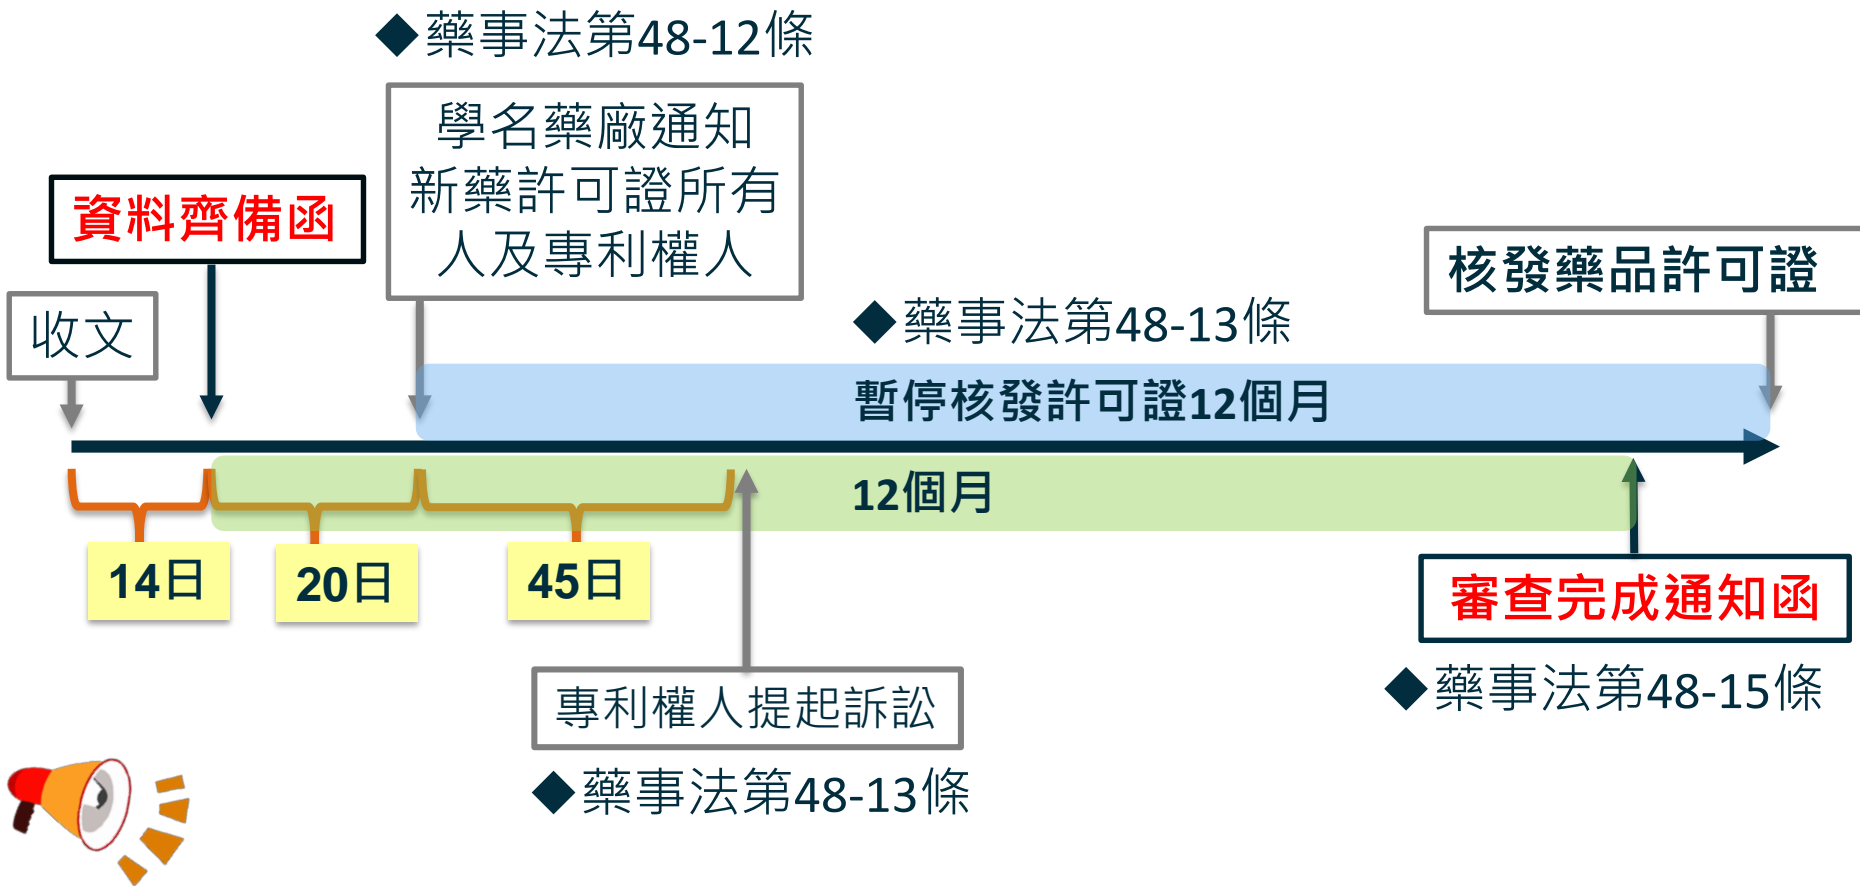 ◆藥事法第48-12條
學名藥廠通知
新藥許可證所有
人及專利權人
資料齊備函
收文
核發藥品許可證
◆藥事法第48-13條
暫停核發許可證12個月
12個月
14日
20日
45日
審查完成通知函
◆藥事法第48-15條
專利權人提起訴訟
◆藥事法第48-13條